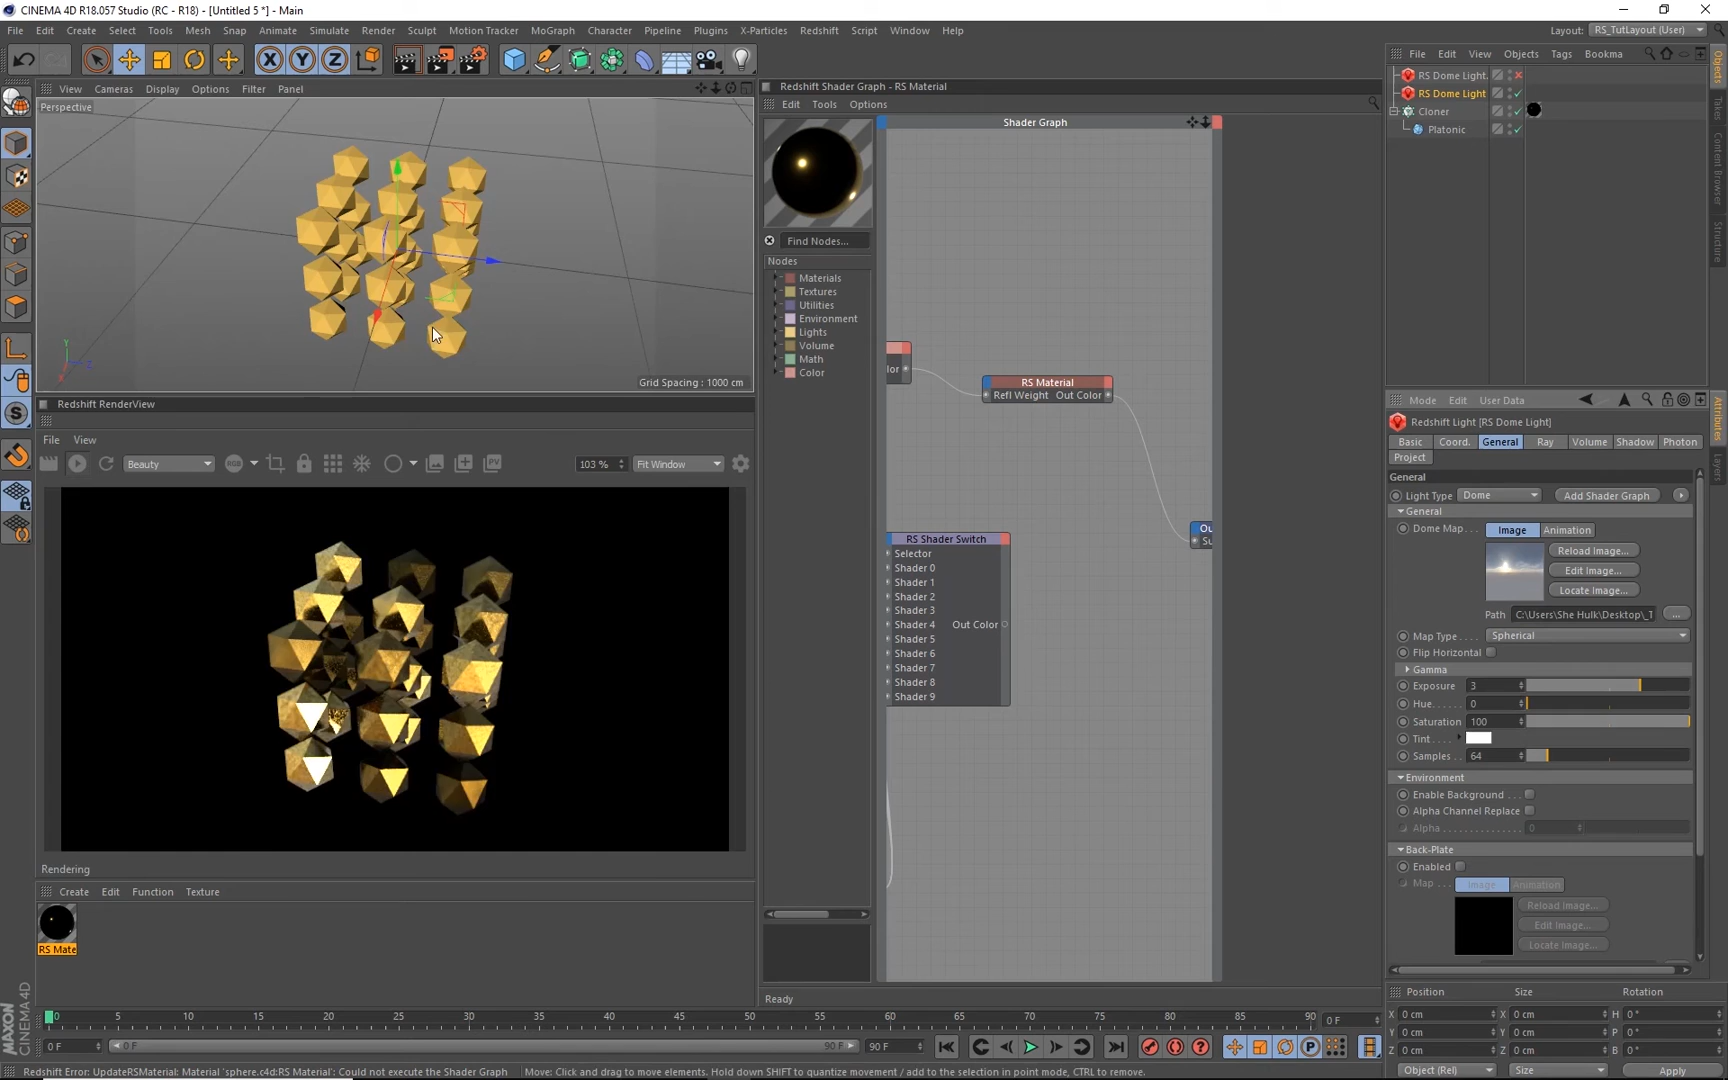 CINEMA 4D R18.057 Studio (RC - R18) - [Untitled 5 *] - Main
File Edit Create Select Tools Mesh Snap Animate Simulate Render Sculpt Motion Tracker MoGraph Character Pipeline Plugins X-Particles Redshift Script Window Help
Layout: RS_TutLayout (User)
X Y Z
View Cameras Display Options Filter Panel
Perspective
Grid Spacing : 1000 cm
Y
Z
X
Redshift RenderView
File View
Beauty
103 %
Fit Window
Rendering
Create Edit Function Texture
RS Mate
Redshift Shader Graph - RS Material
Edit Tools Options
Shader Graph
Find Nodes...
Nodes
Materials
Textures
Utilities
Environment
Lights
Volume
Math
Color
lor
RS Material
Refl Weight Out Color
Ou
Su
RS Shader Switch
Selector
Shader 0
Shader 1
Shader 2
Shader 3
Shader 4 Out Color
Shader 5
Shader 6
Shader 7
Shader 8
Shader 9
Ready
File Edit View Objects Tags Bookma
RS Dome Light.
RS Dome Light
Cloner
Platonic
Objects
Takes
Content Browser
Structure
Attributes
Layers
Mode Edit User Data
Redshift Light [RS Dome Light]
Basic Coord. General Ray Volume Shadow Photon
Project
General
Light Type Dome Add Shader Graph
General
Dome Map... Image Animation
Reload Image...
Edit Image...
Locate Image...
Path C:\Users\She Hulk\Desktop\_1 ...
Map Type . . . . Spherical
Flip Horizontal
Gamma
Exposure 3
Hue...... 0
Saturation 100
Tint....
Samples.. 64
Environment
Enable Background ...
Alpha Channel Replace
Alpha.............. 0
Back-Plate
Enabled
Map... Image Animation
Reload Image...
Edit Image...
Locate Image...
0 5 10 15 20 25 30 35 40 45 50 55 60 65 70 75 80 85 90 0 F
0 F 0 F 90 F 90 F
Position Size Rotation
X 0 cm X 0 cm H 0 °
Y 0 cm Y 0 cm P 0 °
Z 0 cm Z 0 cm B 0 °
Object (Rel) Size Apply
MAXON CINEMA 4D
Redshift Error: UpdateRSMaterial: Material 'sphere.c4d:RS Material': Could not execute the Shader Graph Move: Click and drag to move elements. Hold down SHIFT to quantize movement / add to the selection in point mode, CTRL to remove.